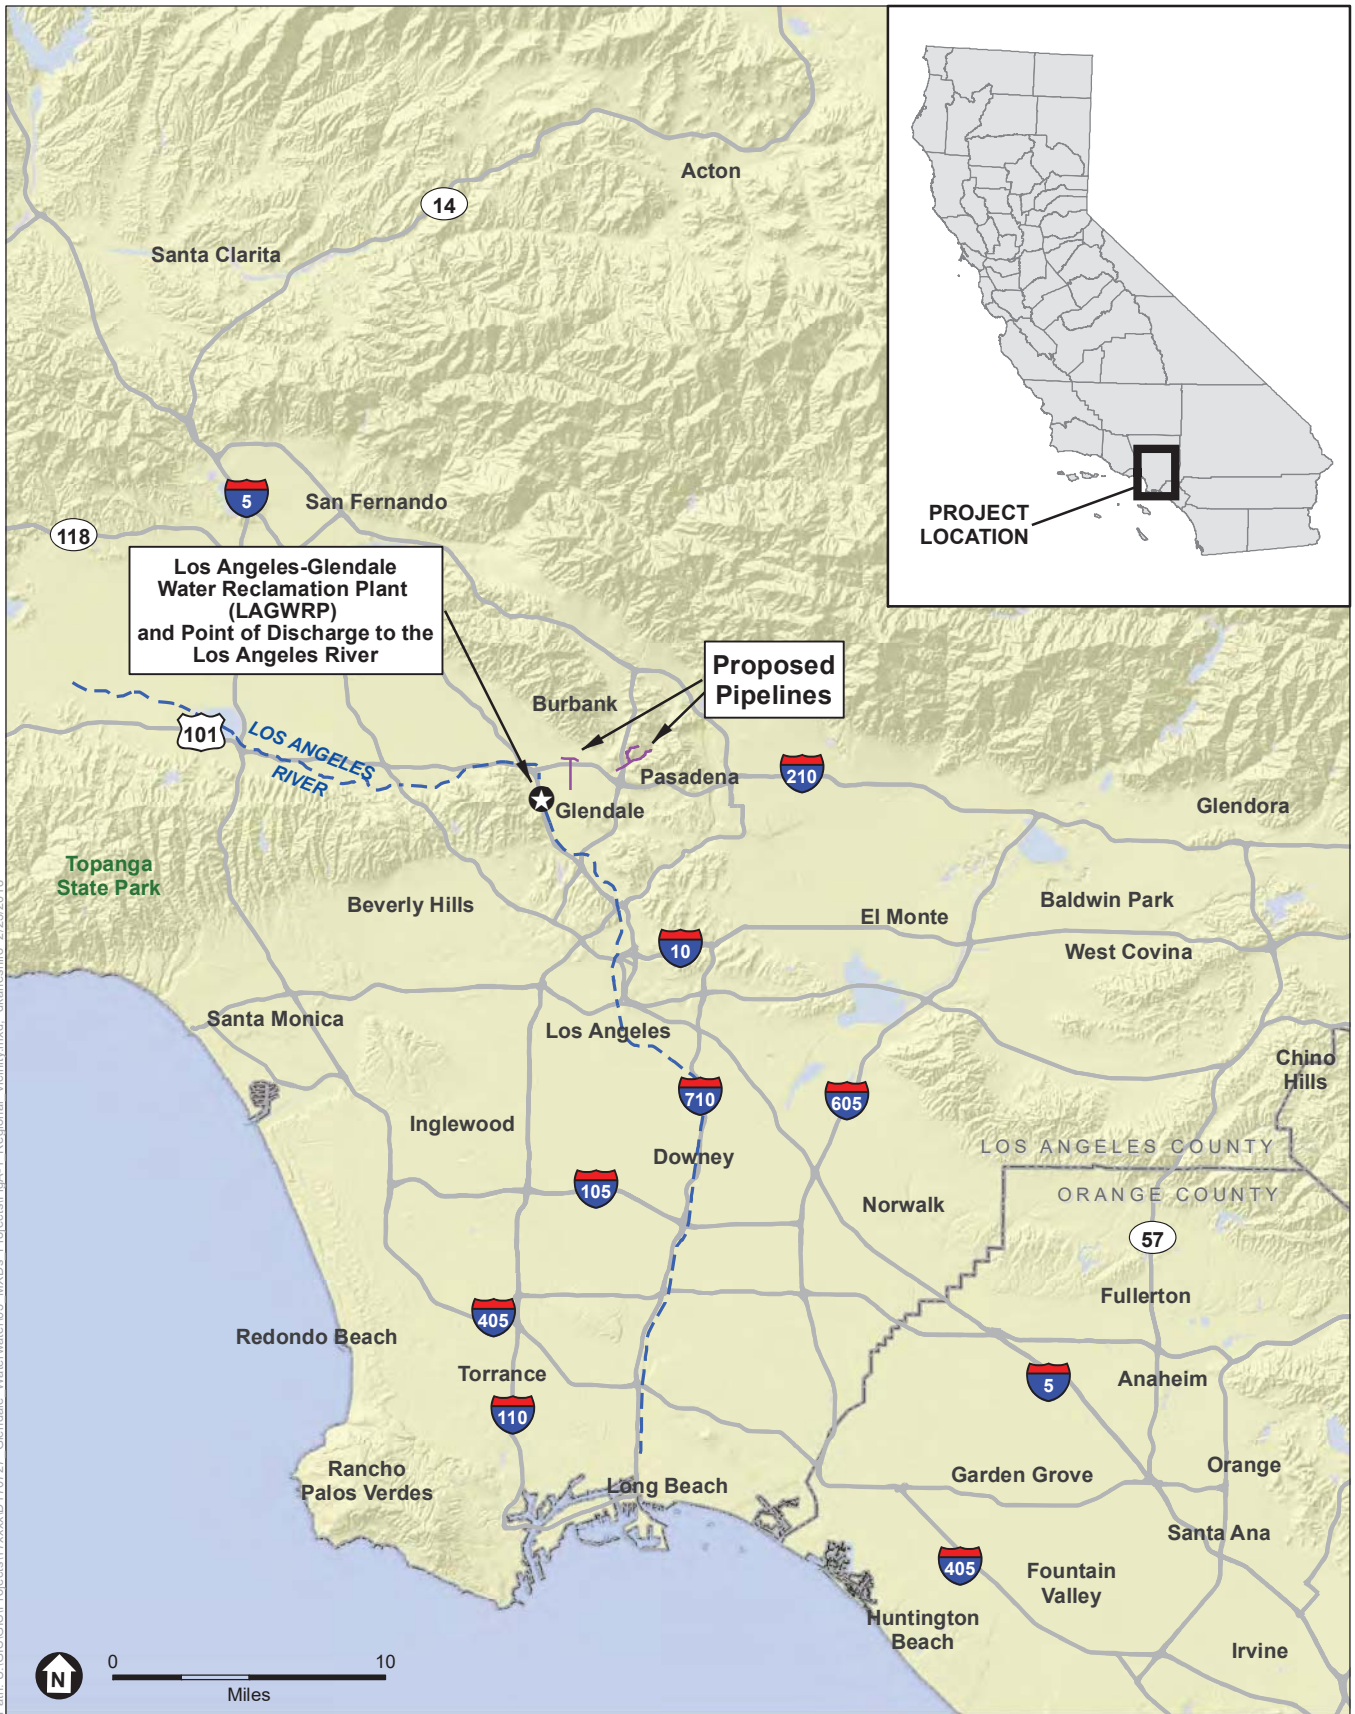 Acton
14
Santa Clarita
PROJECT
LOCATION
5
San Fernando
118
Los Angeles-Glendale
Water Reclamation Plant
(LAGWRP)
and Point of Discharge to the
Los Angeles River
Proposed
Pipelines
Burbank
101
LOS ANGELES
RIVER
Pasadena
210
Glendale
Glendora
Topanga
State Park
Beverly Hills
El Monte
Baldwin Park
10
West Covina
Santa Monica
Los Angeles
Chino
Hills
710
605
Inglewood
LOS ANGELES COUNTY
Downey
105
ORANGE COUNTY
Norwalk
57
Fullerton
405
Redondo Beach
Torrance
5
Anaheim
110
Rancho
Palos Verdes
Long Beach
Garden Grove
Orange
Santa Ana
405
Fountain
Valley
Huntington
Beach
Irvine
N
0
10
Miles